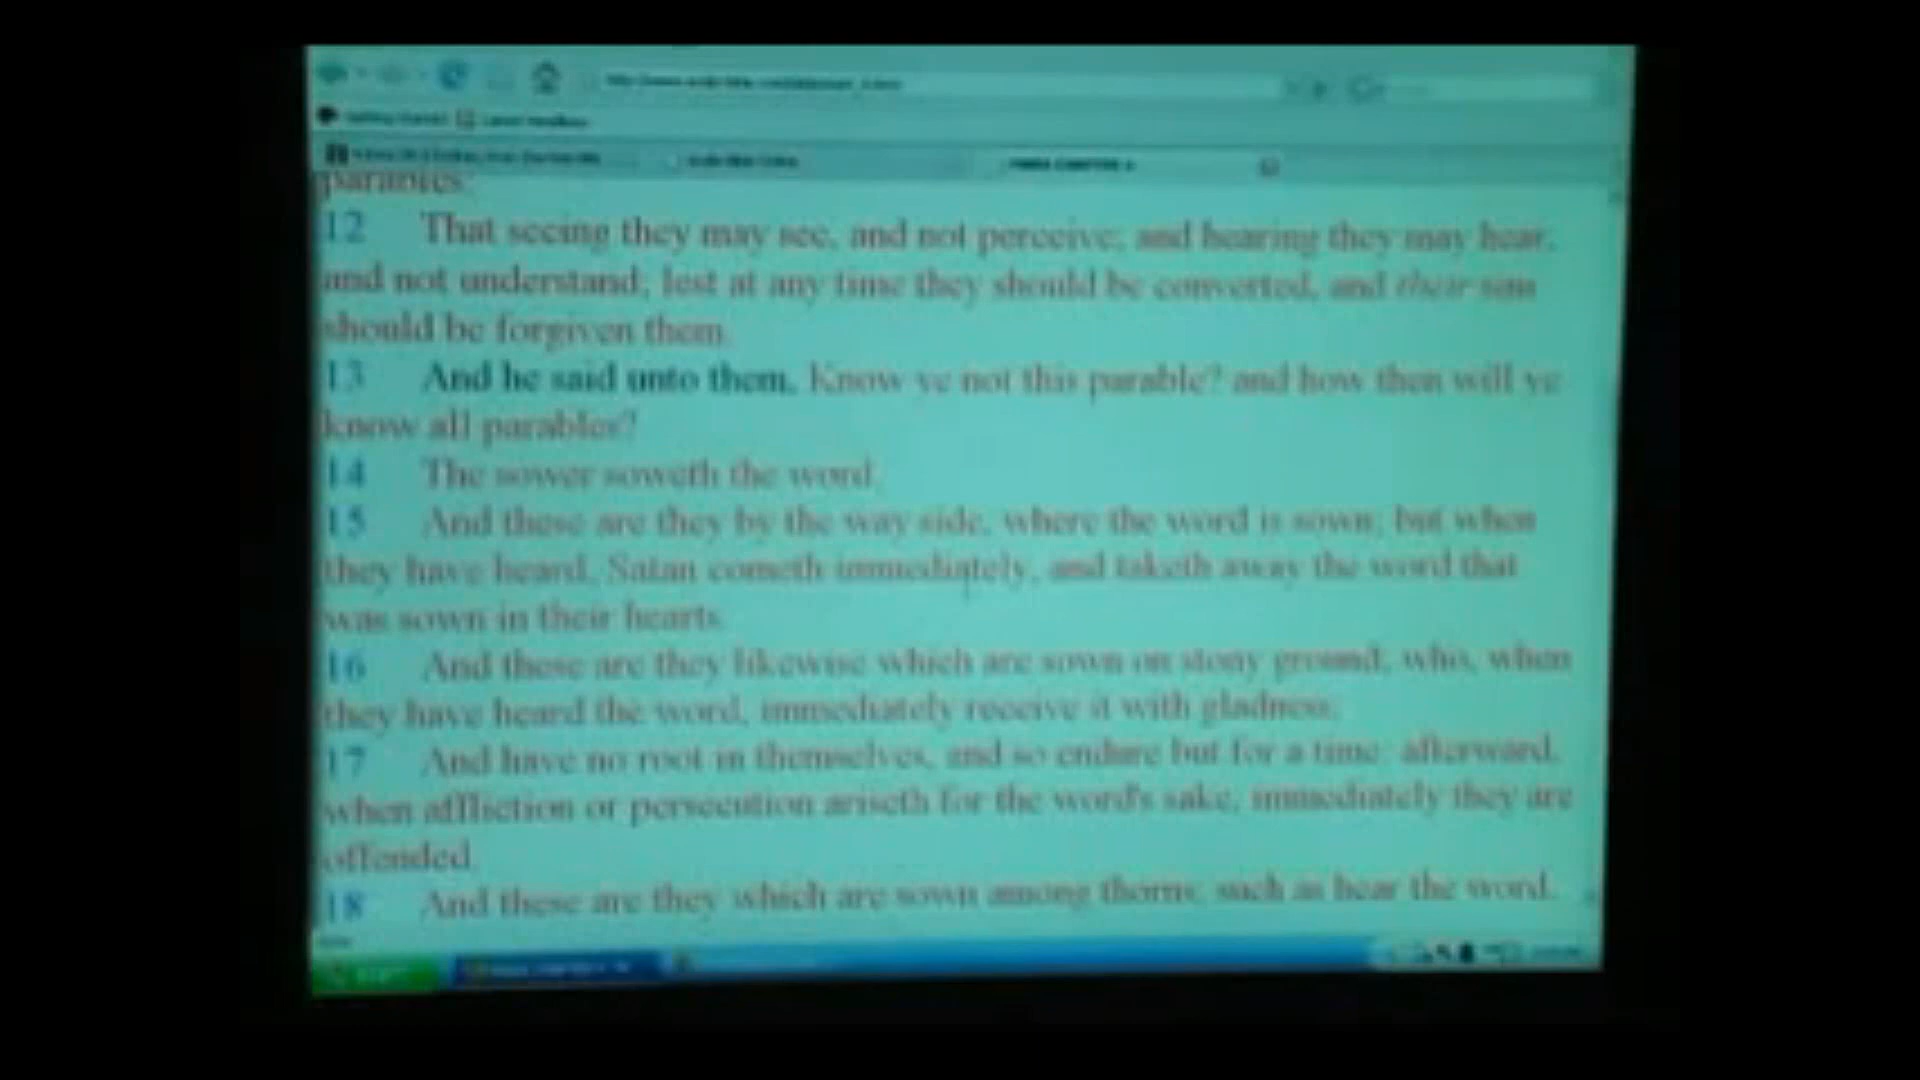 parables:
12 That seeing they may see, and not perceive; and hearing they may hear,
and not understand; lest at any time they should be converted, and their sins
should be forgiven them.
13 And he said unto them, Know ye not this parable? and how then will ye
know all parables?
14 The sower soweth the word.
15 And these are they by the way side, where the word is sown; but when
they have heard, Satan cometh immediately, and taketh away the word that
was sown in their hearts.
16 And these are they likewise which are sown on stony ground; who, when
they have heard the word, immediately receive it with gladness;
17 And have no root in themselves, and so endure but for a time: afterward,
when affliction or persecution ariseth for the word's sake, immediately they are
offended.
18 And these are they which are sown among thorns; such as hear the word,